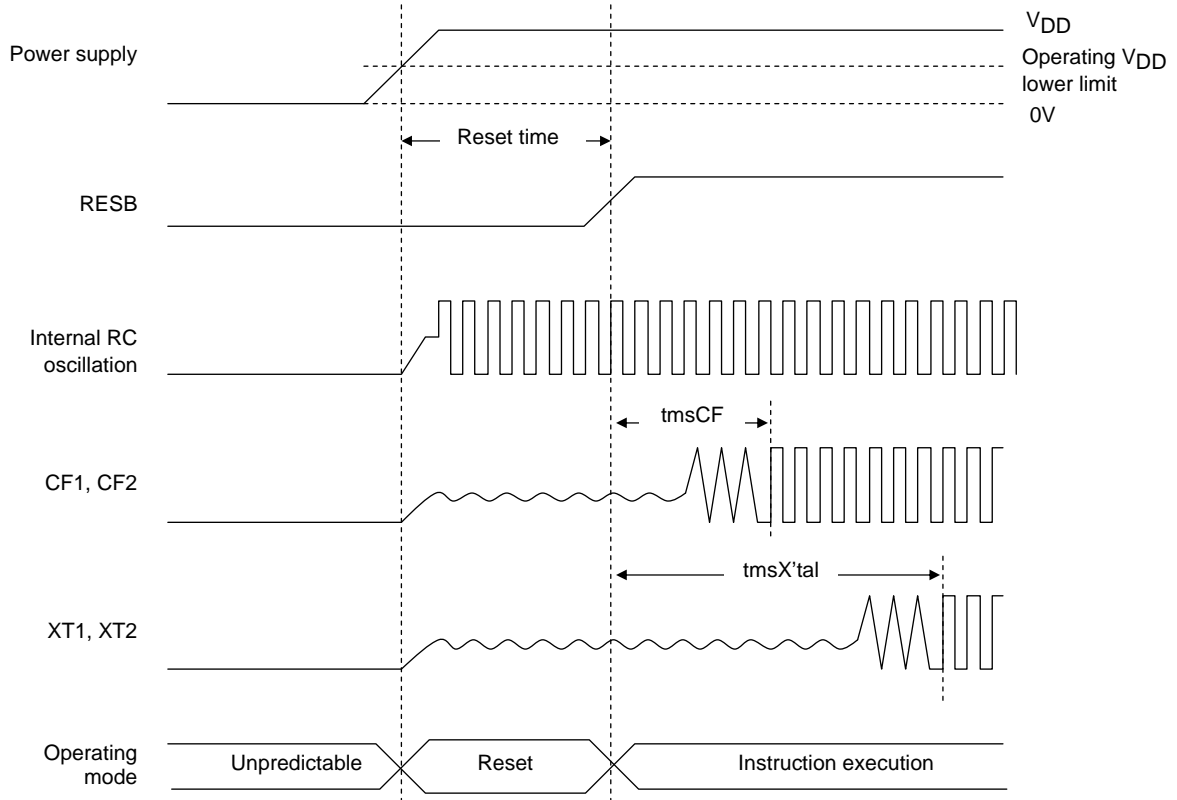 VDD
Power supply
Operating VDD
lower limit
0V
Reset time
RESB
Internal RC
oscillation
tmsCF
CF1, CF2
tmsX’tal
XT1, XT2
Operating
mode
Unpredictable
Reset
Instruction execution